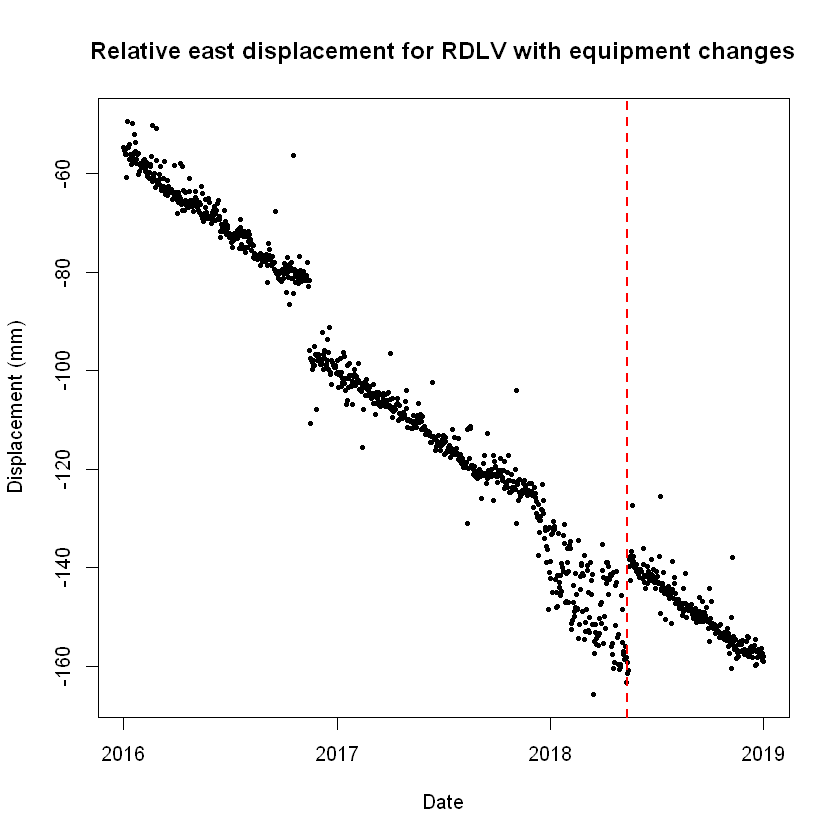 Relative east displacement for RDLV with equipment changes
Displacement (mm)
-60
-80
-100
-120
-140
-160
2016 2017 2018 2019
Date